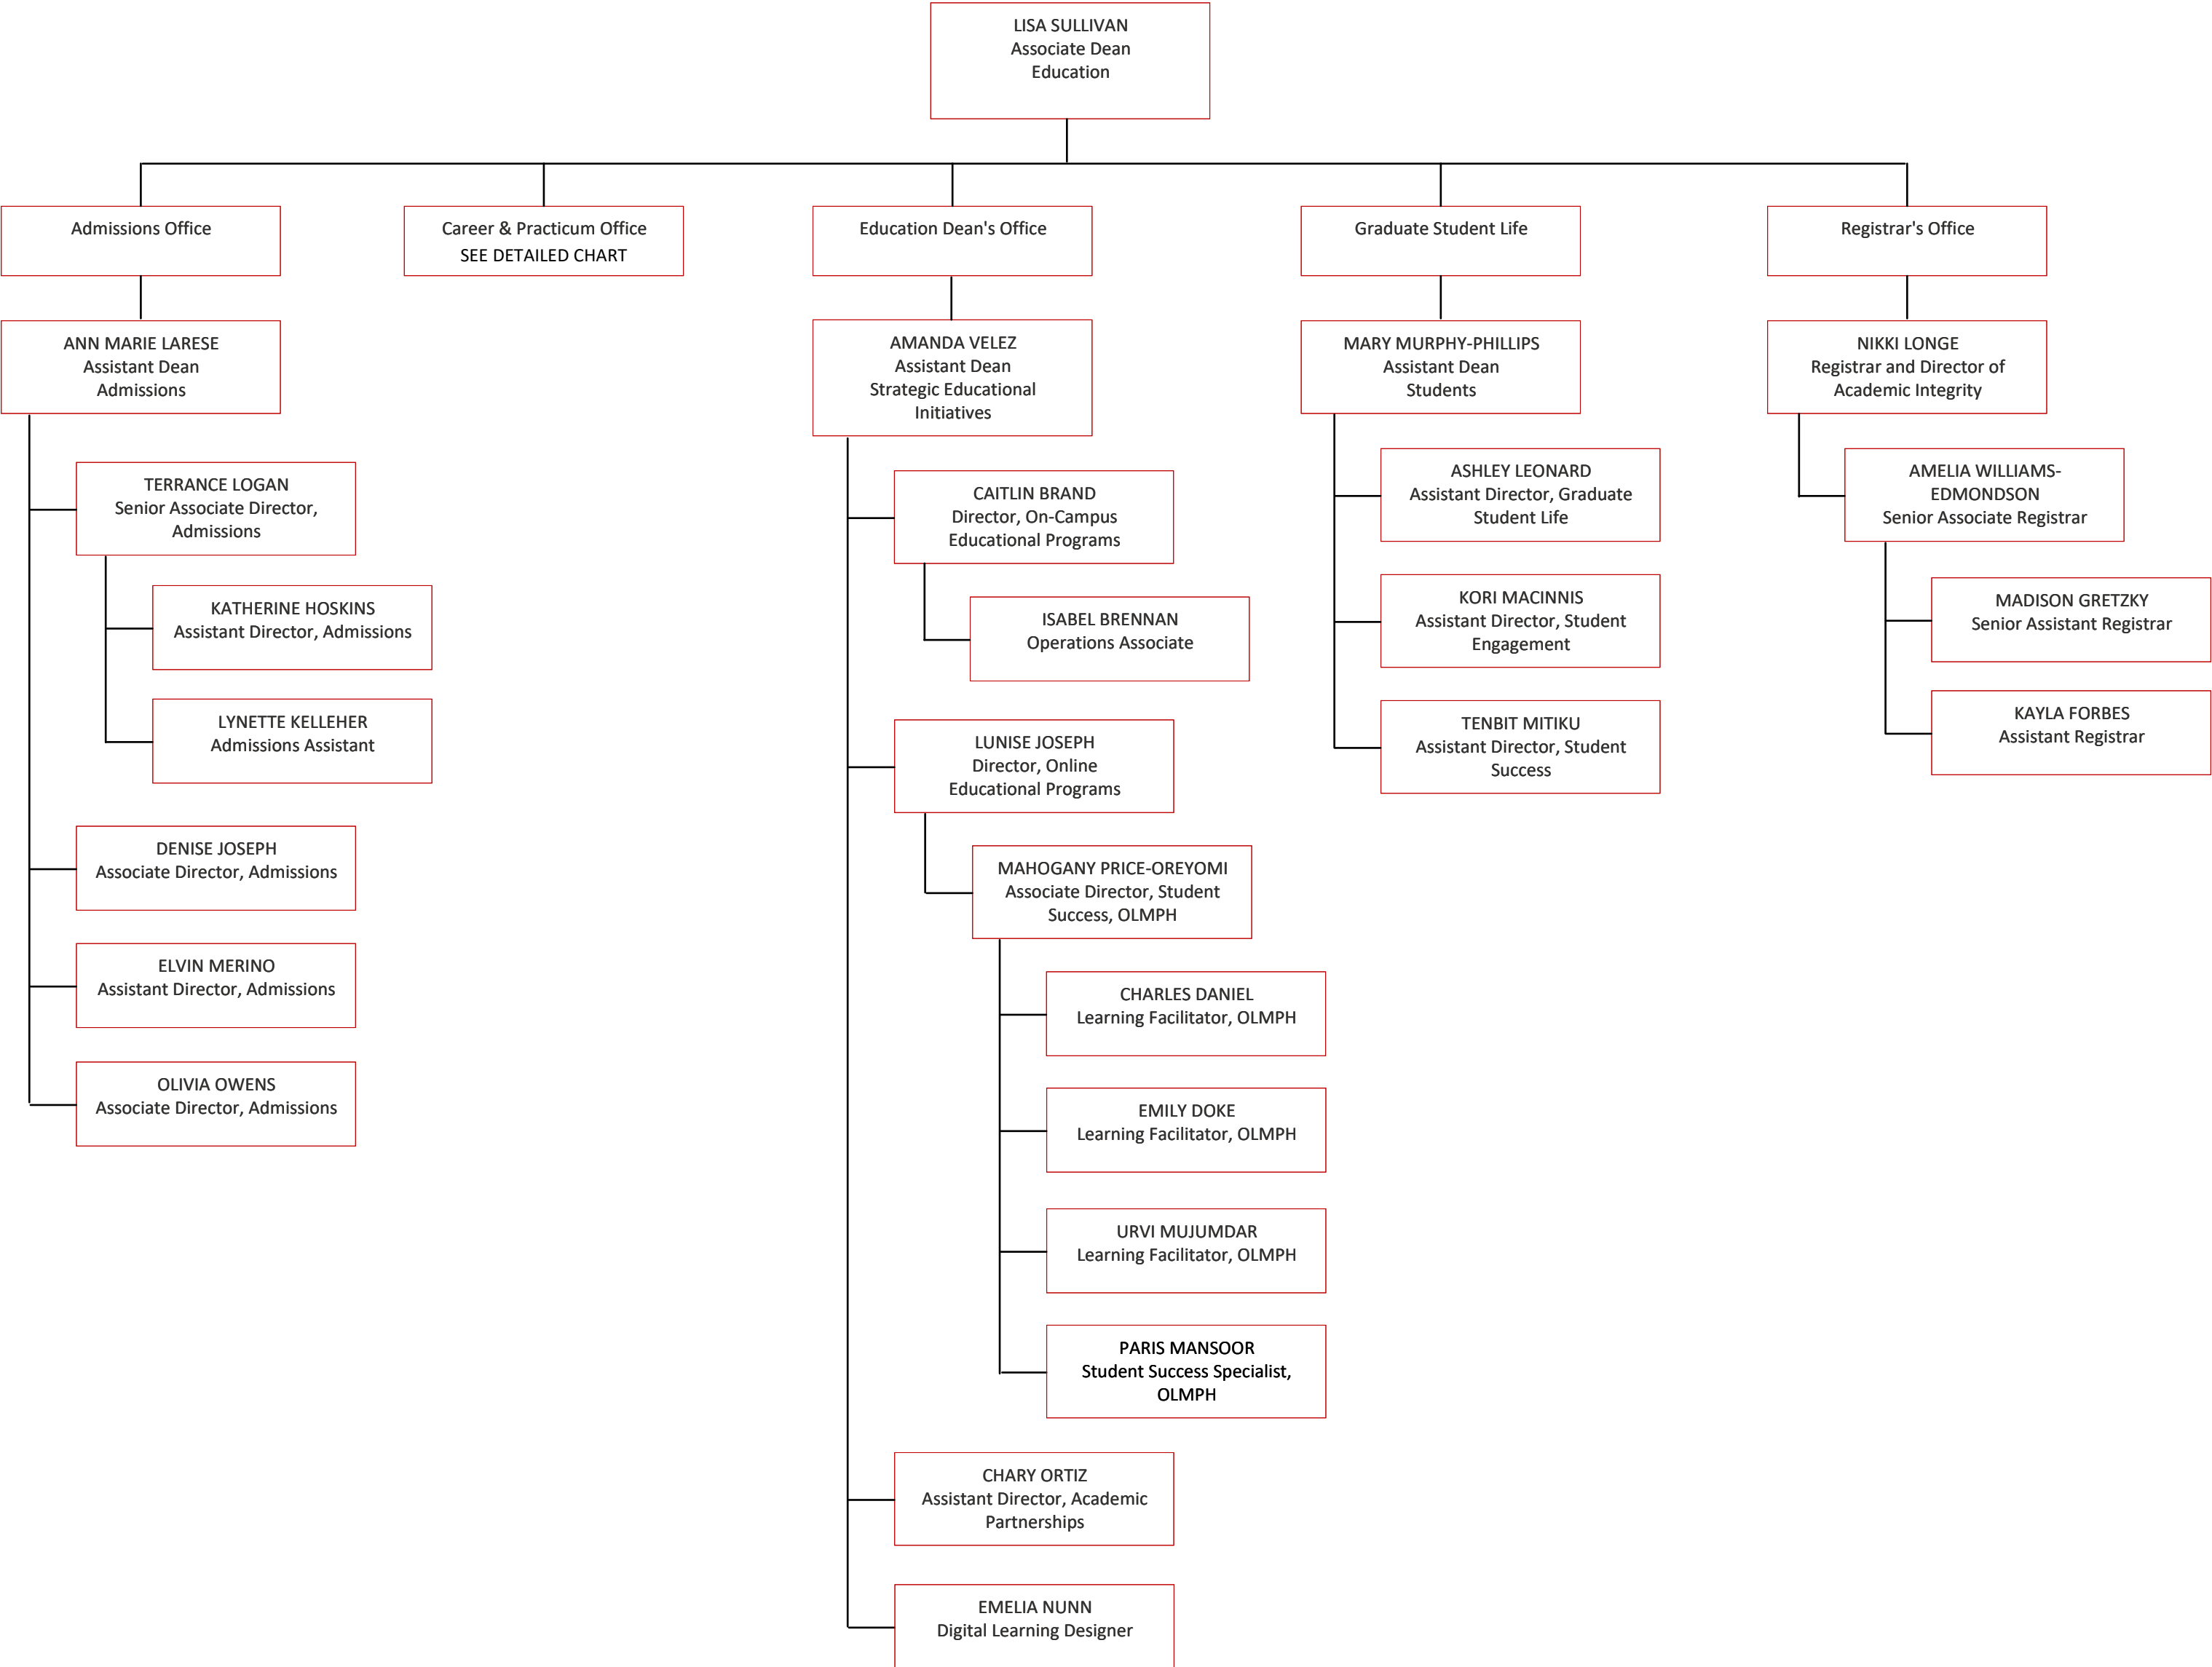 LISA SULLIVAN
Associate Dean
Education
Admissions Office
Career & Practicum Office
SEE DETAILED CHART
Education Dean's Office
Graduate Student Life
Registrar's Office
ANN MARIE LARESE
Assistant Dean
Admissions
TERRANCE LOGAN
Senior Associate Director,
Admissions
KATHERINE HOSKINS
Assistant Director, Admissions
LYNETTE KELLEHER
Admissions Assistant
DENISE JOSEPH
Associate Director, Admissions
ELVIN MERINO
Assistant Director, Admissions
OLIVIA OWENS
Associate Director, Admissions
AMANDA VELEZ
Assistant Dean
Strategic Educational
Initiatives
CAITLIN BRAND
Director, On-Campus
Educational Programs
ISABEL BRENNAN
Operations Associate
LUNISE JOSEPH
Director, Online
Educational Programs
MAHOGANY PRICE-OREYOMI
Associate Director, Student
Success, OLMPH
CHARLES DANIEL
Learning Facilitator, OLMPH
EMILY DOKE
Learning Facilitator, OLMPH
URVI MUJUMDAR
Learning Facilitator, OLMPH
PARIS MANSOOR
Student Success Specialist,
OLMPH
CHARY ORTIZ
Assistant Director, Academic
Partnerships
EMELIA NUNN
Digital Learning Designer
MARY MURPHY-PHILLIPS
Assistant Dean
Students
ASHLEY LEONARD
Assistant Director, Graduate
Student Life
KORI MACINNIS
Assistant Director, Student
Engagement
TENBIT MITIKU
Assistant Director, Student
Success
NIKKI LONGE
Registrar and Director of
Academic Integrity
AMELIA WILLIAMS-
EDMONDSON
Senior Associate Registrar
MADISON GRETZKY
Senior Assistant Registrar
KAYLA FORBES
Assistant Registrar